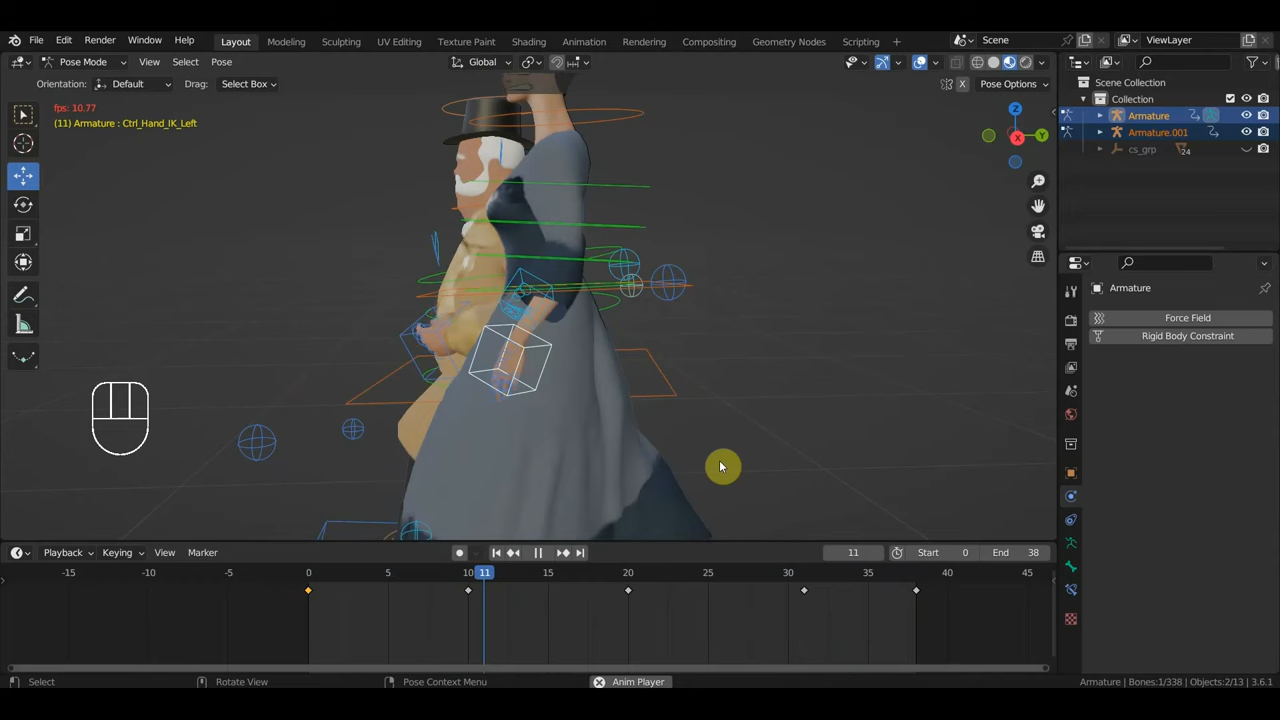 File Edit Render Window Help Layout Modeling Sculpting UV Editing Texture Paint Shading Animation Rendering Compositing Geometry Nodes Scripting + Scene ViewLayer
Pose Mode View Select Pose Global
Orientation: Default Drag: Select Box X Pose Options
fps: 10.77
(11) Armature : Ctrl_Hand_IK_Left
Z
X
Y
Scene Collection
Collection
Armature
Armature.001
cs_grp 24
Armature
Force Field
Rigid Body Constraint
Playback Keying View Marker 11 Start 0 End 38
-15 -10 -5 0 5 10 11 15 20 25 30 35 40 45
Select Rotate View Pose Context Menu Anim Player Armature | Bones:1/338 | Objects:2/13 | 3.6.1